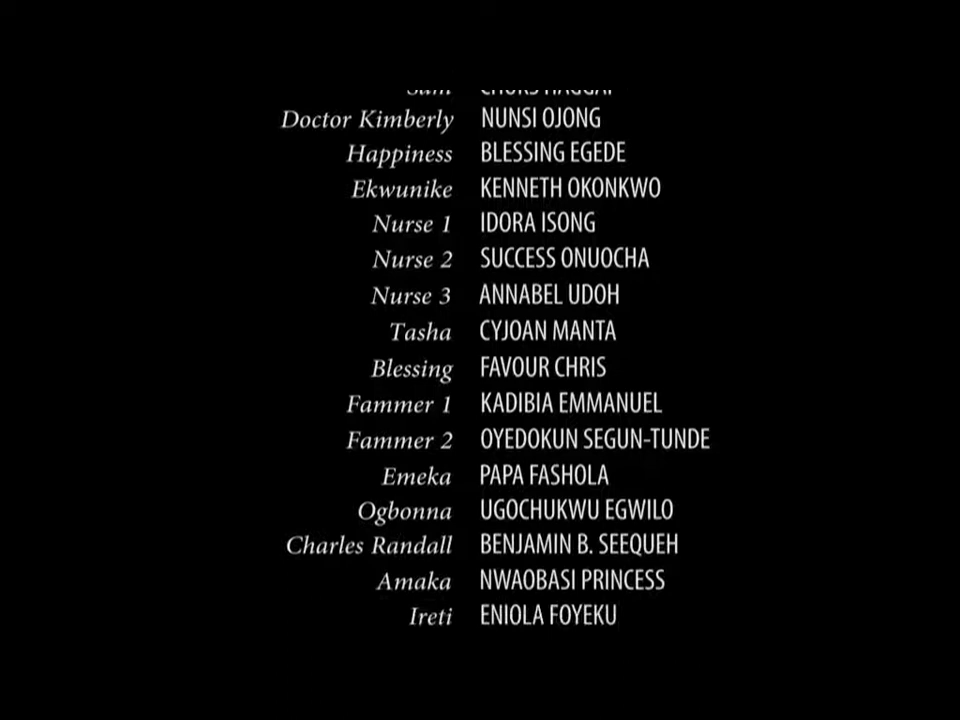 Doctor Kimberly NUNSI OJONG
Happiness BLESSING EGEDE
Ekwunike KENNETH OKONKWO
Nurse 1 IDORA ISONG
Nurse 2 SUCCESS ONUOCHA
Nurse 3 ANNABEL UDOH
Tasha CYJOAN MANTA
Blessing FAVOUR CHRIS
Fammer 1 KADIBIA EMMANUEL
Fammer 2 OYEDOKUN SEGUN-TUNDE
Emeka PAPA FASHOLA
Ogbonna UGOCHUKWU EGWILO
Charles Randall BENJAMIN B. SEEQUEH
Amaka NWAOBASI PRINCESS
Ireti ENIOLA FOYEKU